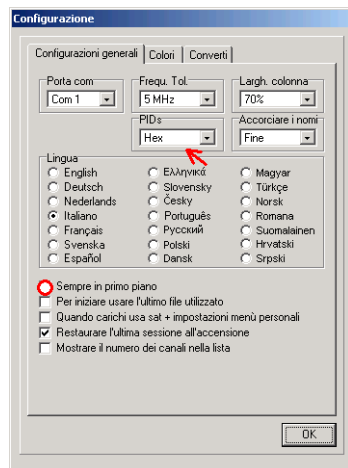 Configurazione
Configurazioni generali Colori Converti
Porta com Frequ. Tol. Largh. colonna
Com 1 5 MHz 70%
PIDs Accorciare i nomi
Hex Fine
Lingua
English Ελληνικά Magyar
Deutsch Slovensky Türkçe
Nederlands Česky Norsk
Italiano Português Romana
Français Русский Suomalainen
Svenska Polski Hrvatski
Español Dansk Srpski
Sempre in primo piano
Per iniziare usare l'ultimo file utilizzato
Quando carichi usa sat + impostazioni menù personali
Restaurare l'ultima sessione all'accensione
Mostrare il numero dei canali nella lista
OK